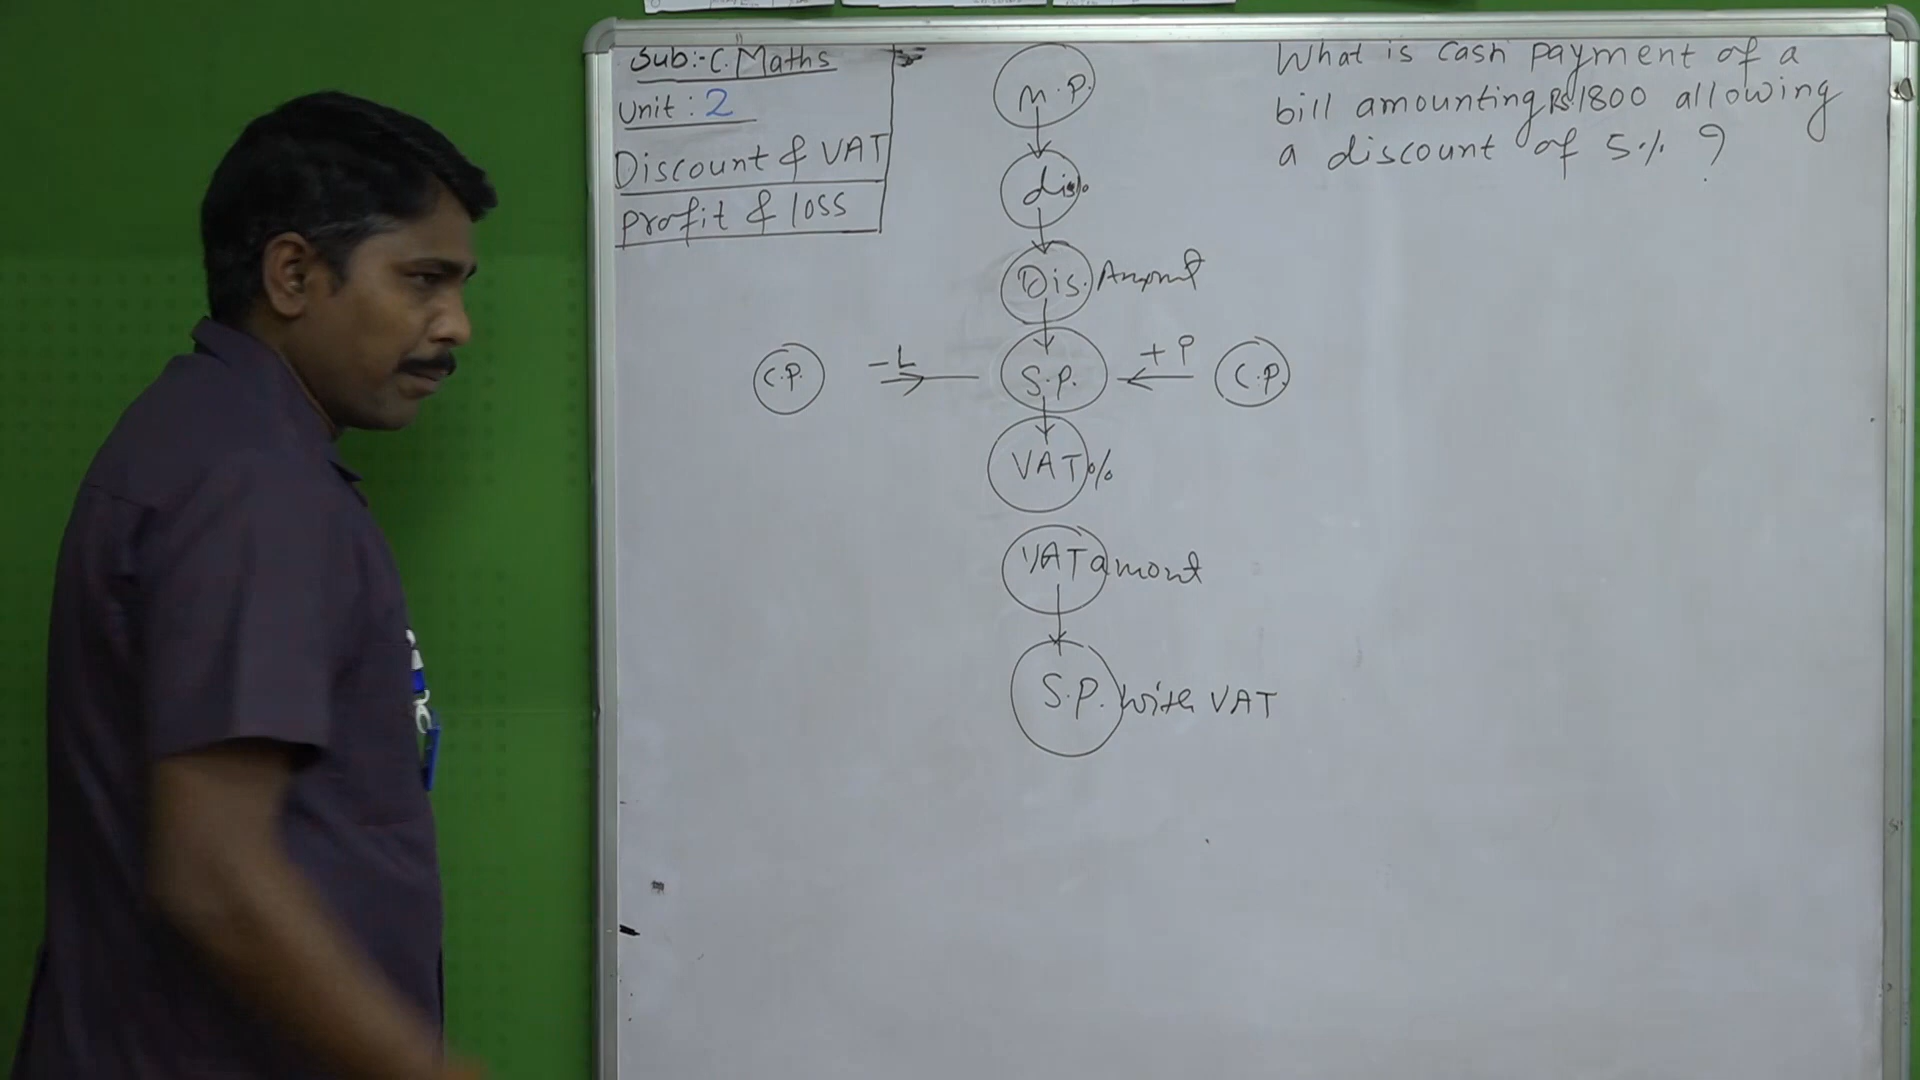 Sub:- C. Maths
Unit : 2
Discount & VAT
profit & loss
M.P.
dis%
Dis. Amount
C.P.
-L
S.P.
+ P
C.P.
VAT%
VAT amont
S.P. with VAT
What is cash payment of a
bill amounting Rs.1800 allowing
a discount of 5% ?